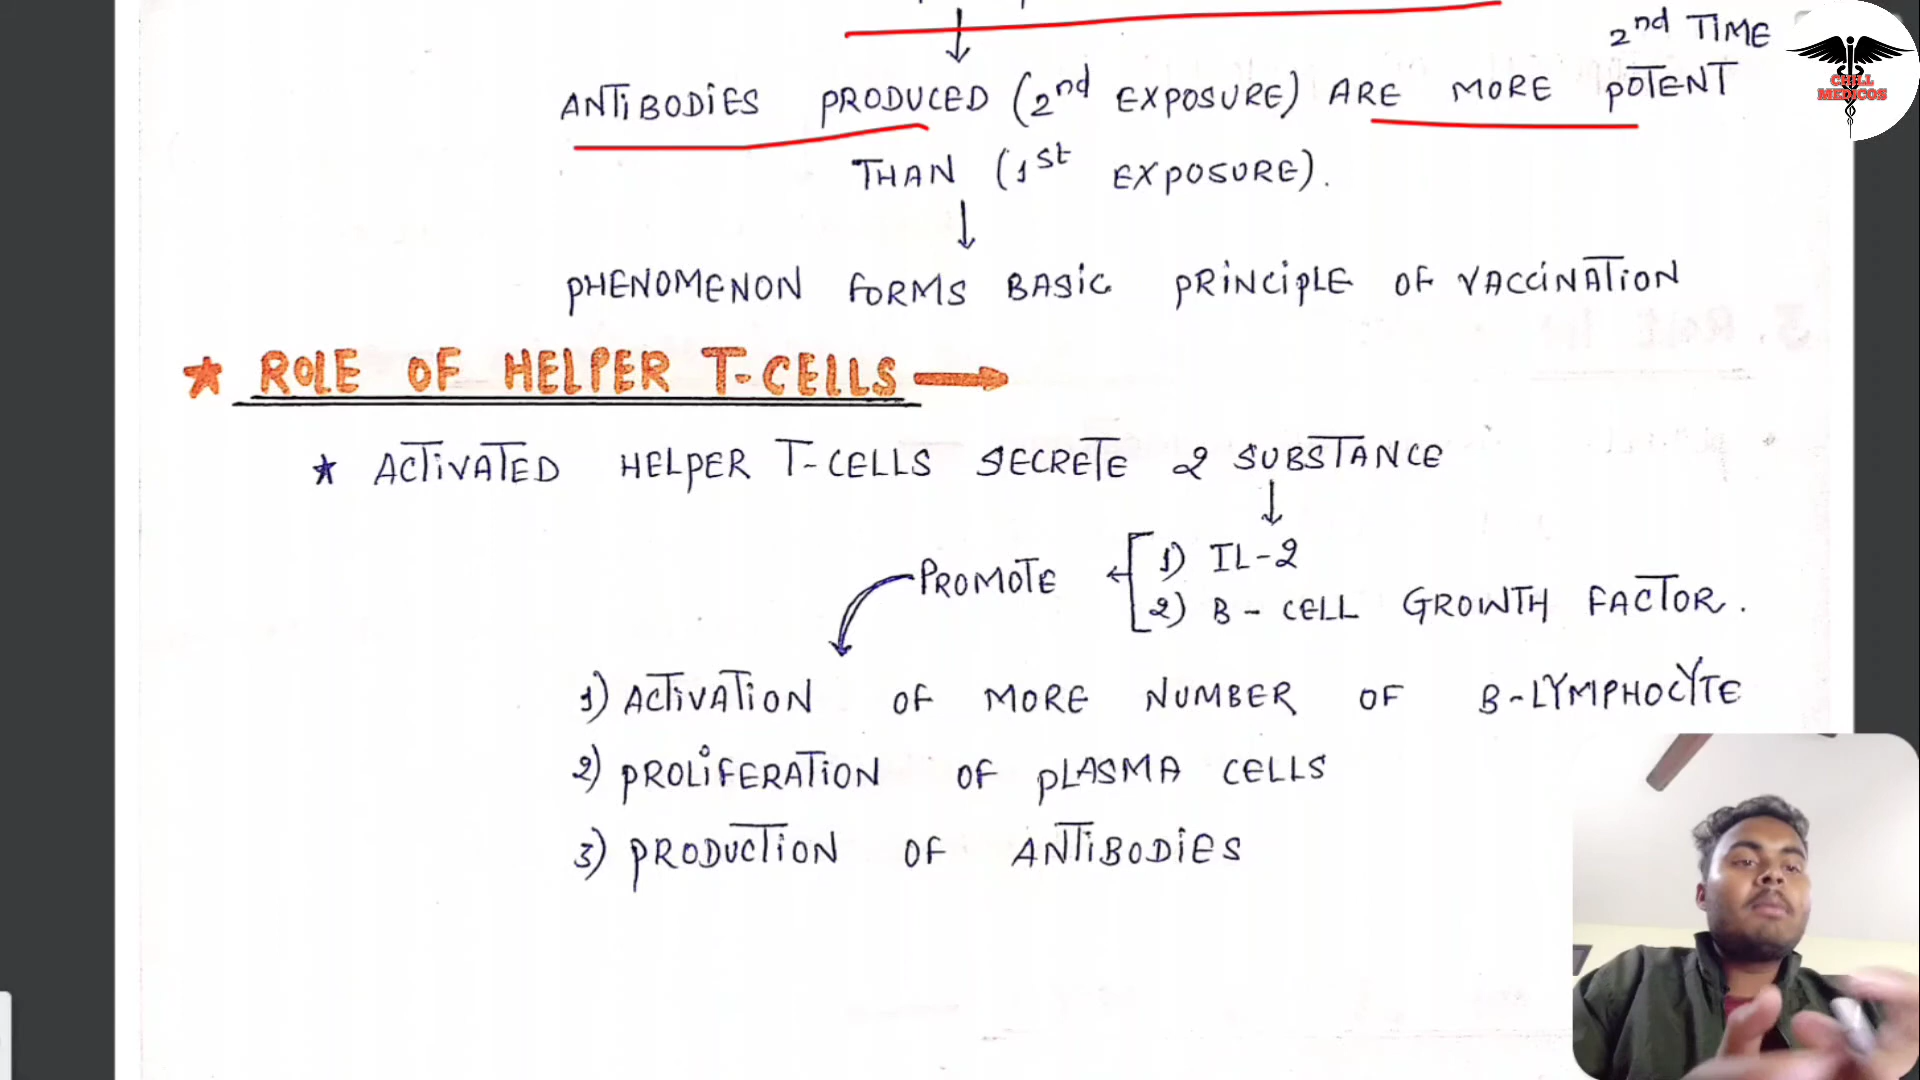 2nd TIME
ANTIBODIES PRODUCED (2nd EXPOSURE) ARE MORE POTENT
THAN (1st EXPOSURE).
PHENOMENON FORMS BASIC PRINCIPLE OF VACCINATION
★ ROLE OF HELPER T-CELLS →
★ ACTIVATED HELPER T-CELLS SECRETE 2 SUBSTANCE
1) IL-2
PROMOTE
2) B-CELL GROWTH FACTOR.
1) ACTIVATION OF MORE NUMBER OF B-LYMPHOCYTE
2) PROLIFERATION OF PLASMA CELLS
3) PRODUCTION OF ANTIBODIES
CHILL
MEDICOS